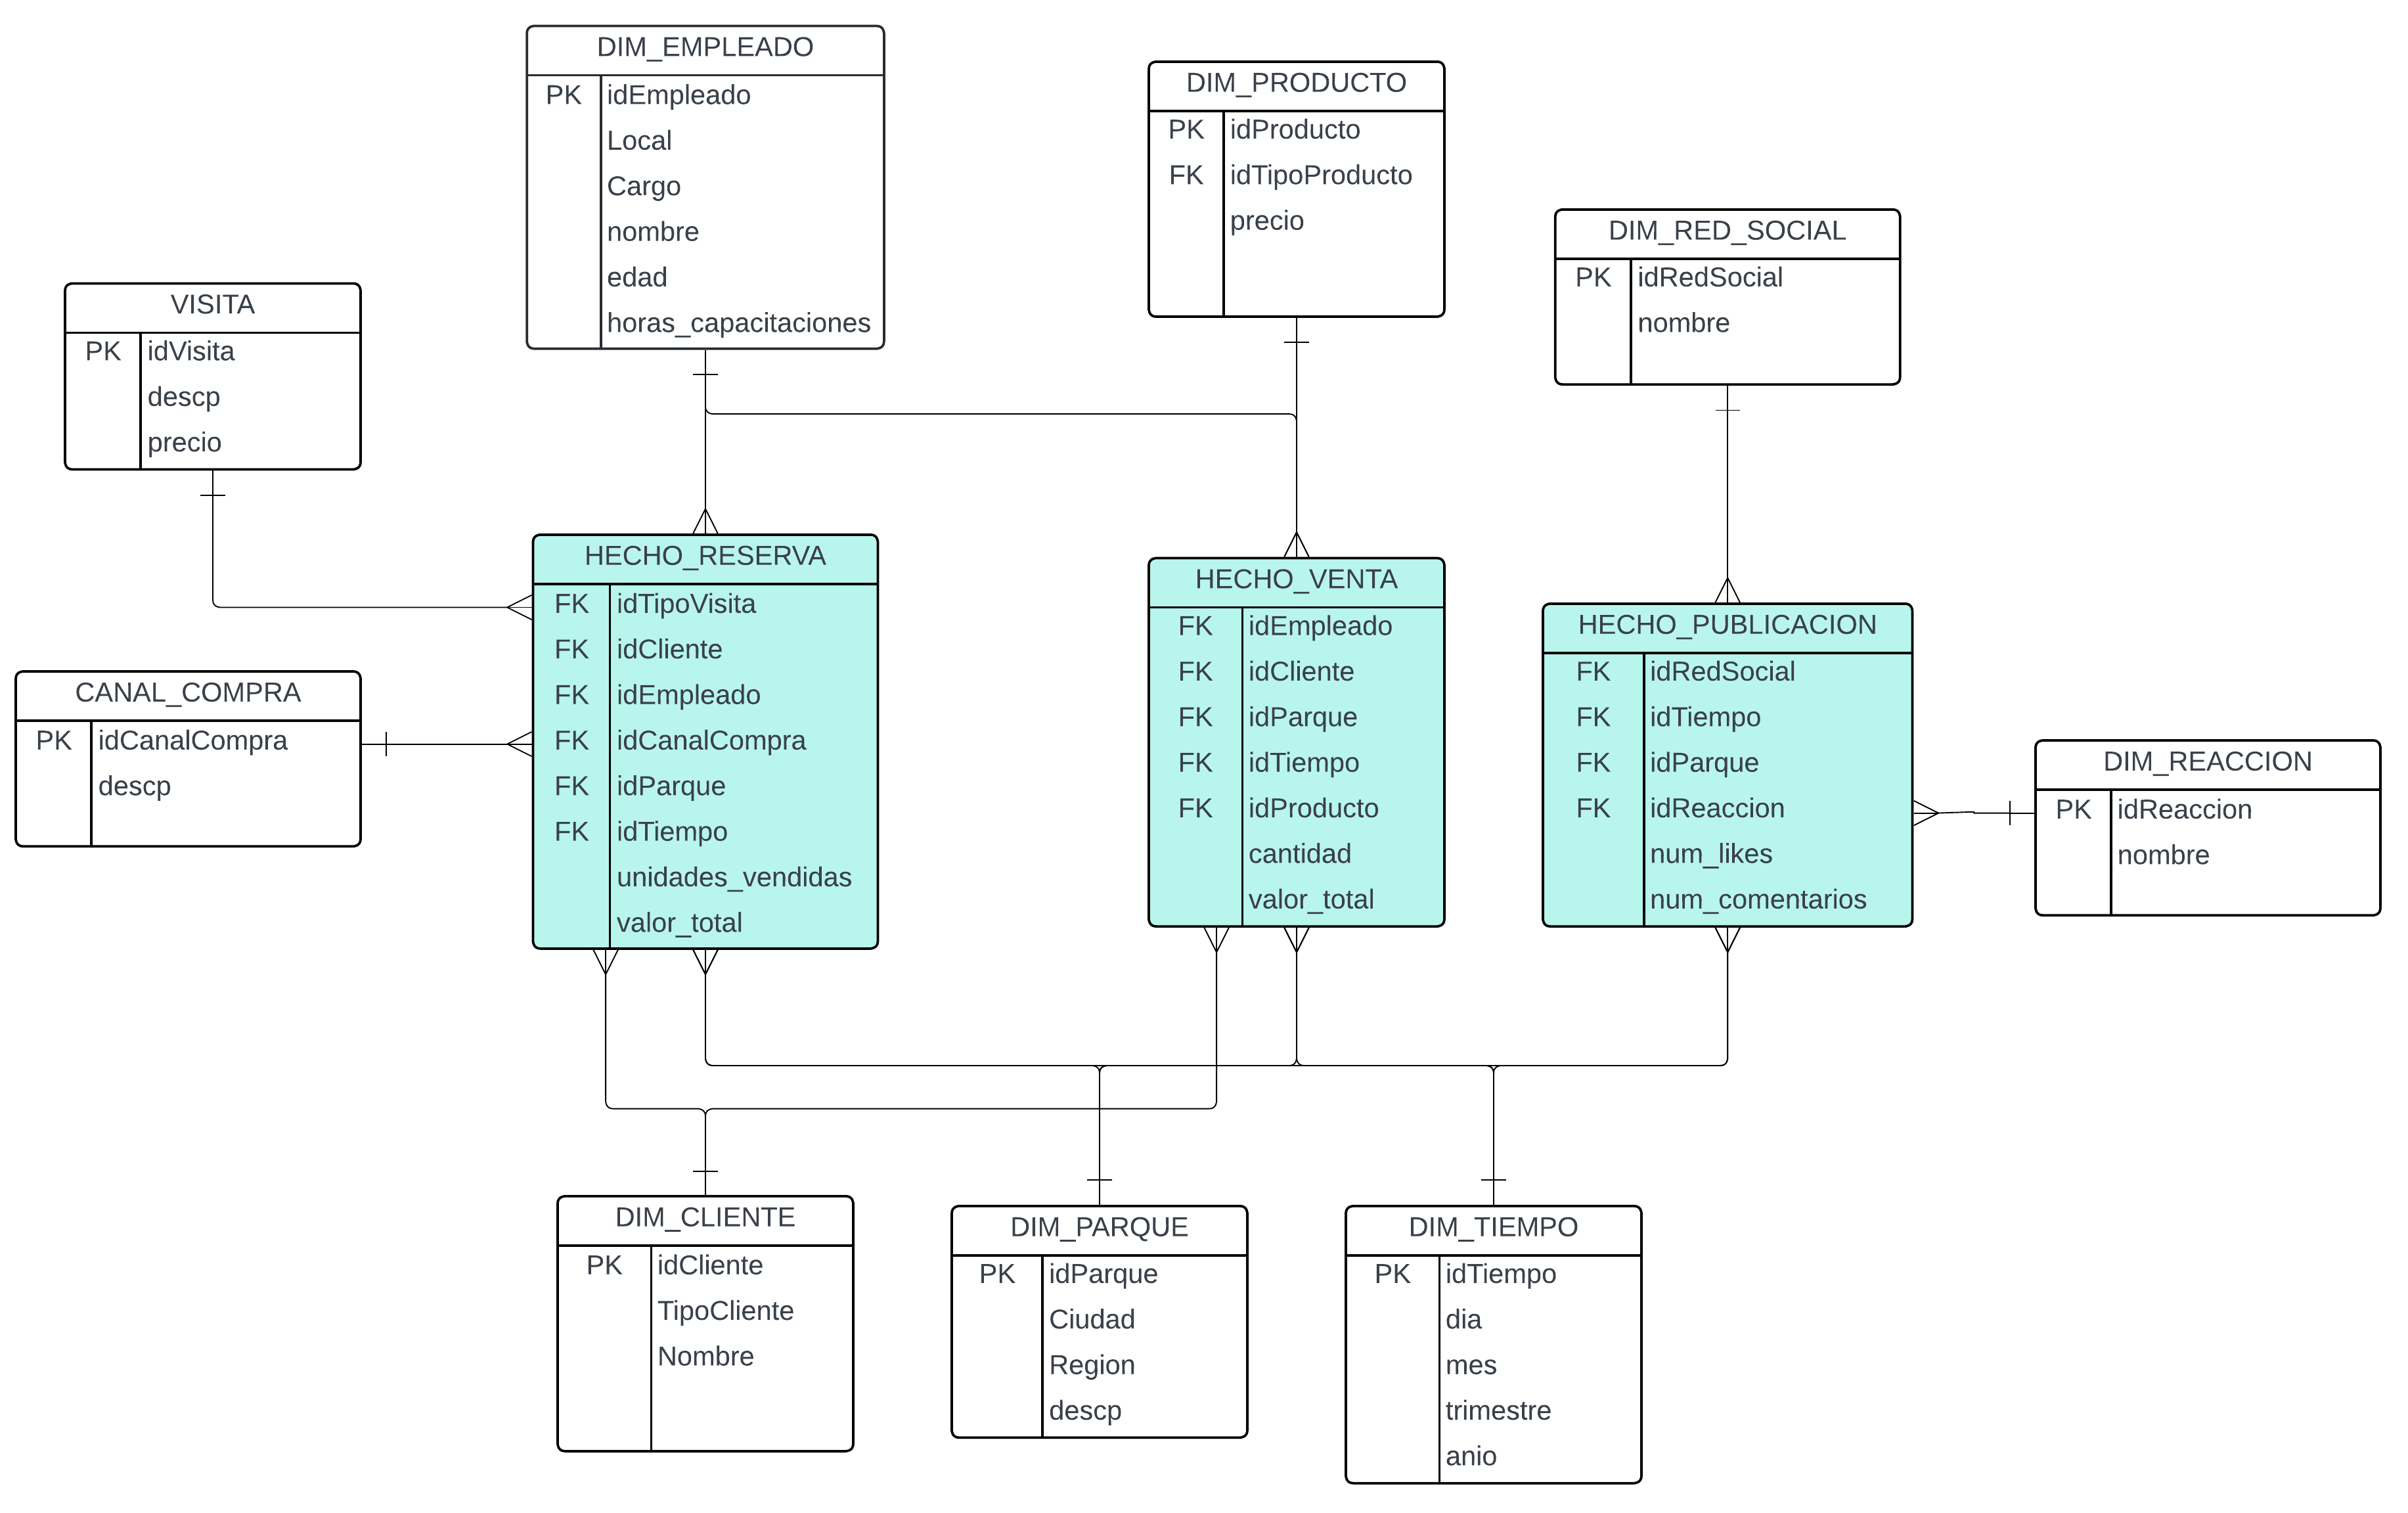 DIM_EMPLEADO
PK idEmpleado
Local
Cargo
nombre
edad
horas_capacitaciones
DIM_PRODUCTO
PK idProducto
FK idTipoProducto
precio
DIM_RED_SOCIAL
PK idRedSocial
nombre
VISITA
PK idVisita
descp
precio
CANAL_COMPRA
PK idCanalCompra
descp
HECHO_RESERVA
FK idTipoVisita
FK idCliente
FK idEmpleado
FK idCanalCompra
FK idParque
FK idTiempo
unidades_vendidas
valor_total
HECHO_VENTA
FK idEmpleado
FK idCliente
FK idParque
FK idTiempo
FK idProducto
cantidad
valor_total
HECHO_PUBLICACION
FK idRedSocial
FK idTiempo
FK idParque
FK idReaccion
num_likes
num_comentarios
DIM_REACCION
PK idReaccion
nombre
DIM_CLIENTE
PK idCliente
TipoCliente
Nombre
DIM_PARQUE
PK idParque
Ciudad
Region
descp
DIM_TIEMPO
PK idTiempo
dia
mes
trimestre
anio